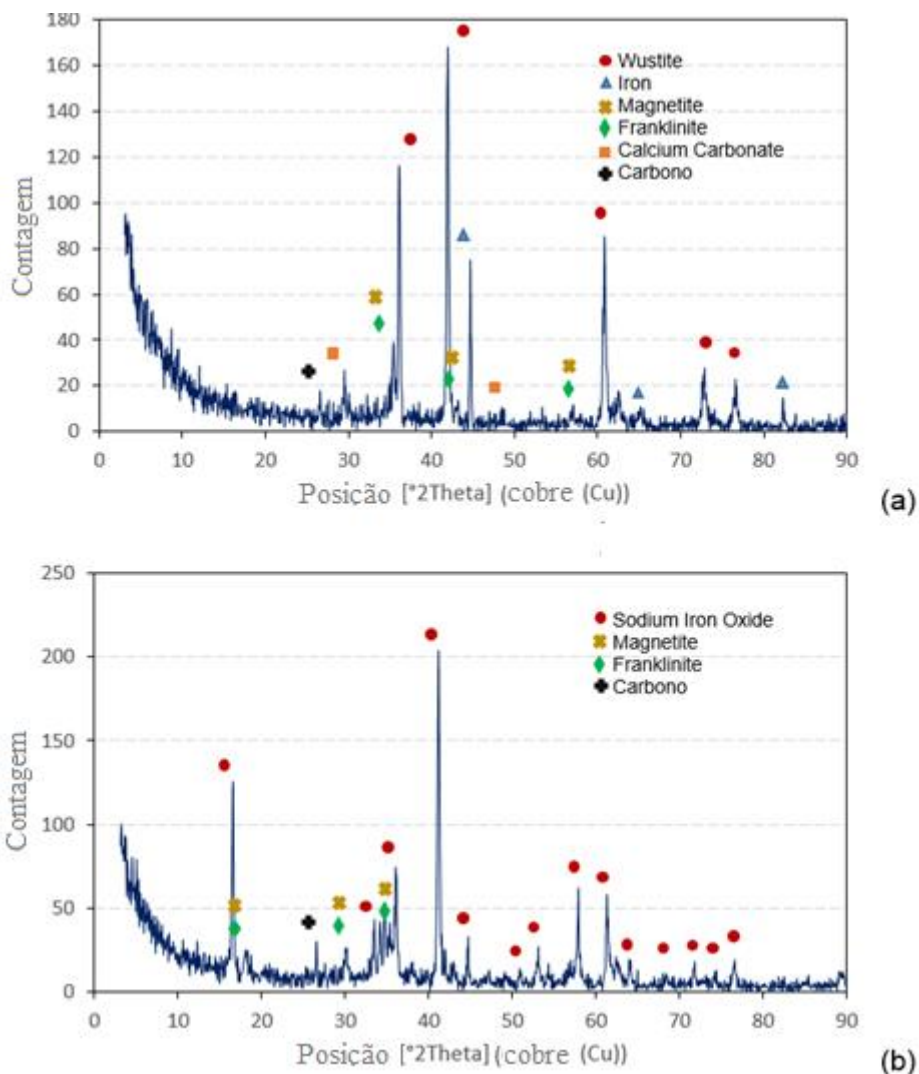 180
160
140
120
100
80
60
40
20
0
Contagem
Wustite
Iron
Magnetite
Franklinite
Calcium Carbonate
Carbono
0 10 20 30 40 50 60 70 80 90
Posição [°2Theta] (cobre (Cu))
(a)
250
200
150
100
50
0
Contagem
Sodium Iron Oxide
Magnetite
Franklinite
Carbono
0 10 20 30 40 50 60 70 80 90
Posição [°2Theta] (cobre (Cu))
(b)